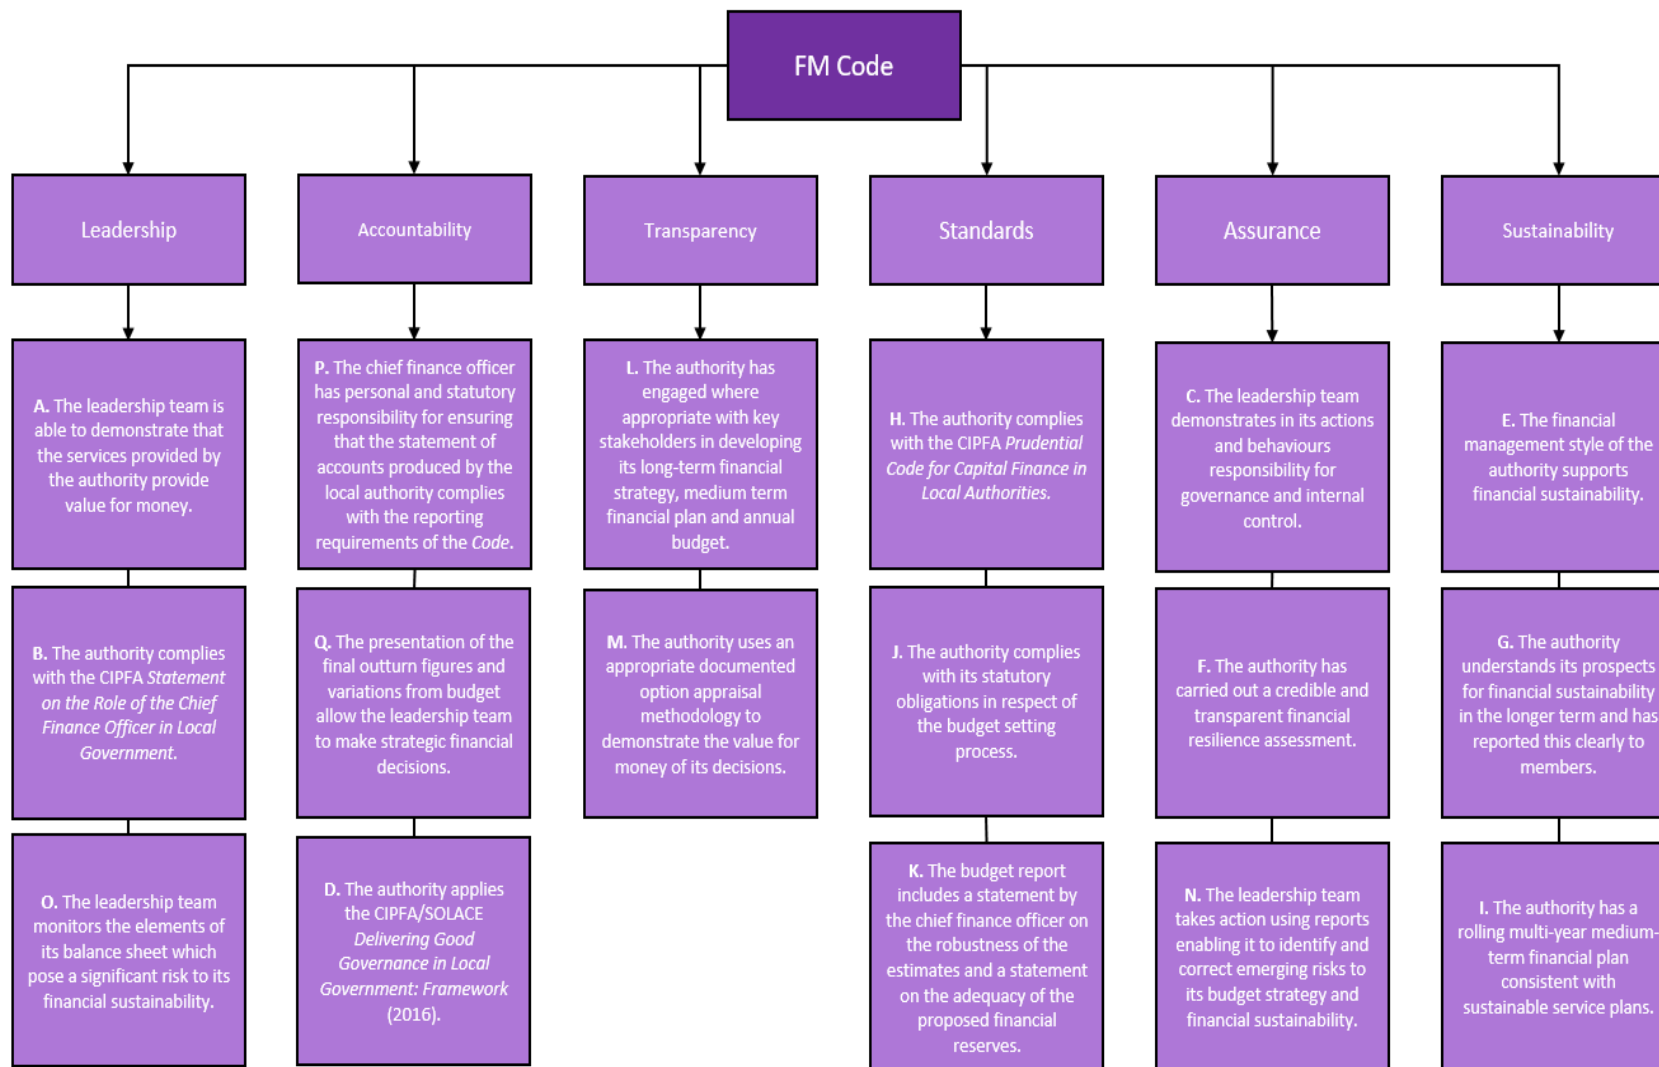 FM Code
Leadership
Accountability
Transparency
Standards
Assurance
Sustainability
A. The leadership team is
able to demonstrate that
the services provided by
the authority provide
value for money.
P. The chief finance officer
has personal and statutory
responsibility for ensuring
that the statement of
accounts produced by the
local authority complies
with the reporting
requirements of the Code.
L. The authority has
engaged where
appropriate with key
stakeholders in developing
its long-term financial
strategy, medium term
financial plan and annual
budget.
H. The authority complies
with the CIPFA Prudential
Code for Capital Finance in
Local Authorities.
C. The leadership team
demonstrates in its actions
and behaviours
responsibility for
governance and internal
control.
E. The financial
management style of the
authority supports
financial sustainability.
B. The authority complies
with the CIPFA Statement
on the Role of the Chief
Finance Officer in Local
Government.
Q. The presentation of the
final outturn figures and
variations from budget
allow the leadership team
to make strategic financial
decisions.
M. The authority uses an
appropriate documented
option appraisal
methodology to
demonstrate the value for
money of its decisions.
J. The authority complies
with its statutory
obligations in respect of
the budget setting
process.
F. The authority has
carried out a credible and
transparent financial
resilience assessment.
G. The authority
understands its prospects
for financial sustainability
in the longer term and has
reported this clearly to
members.
O. The leadership team
monitors the elements of
its balance sheet which
pose a significant risk to its
financial sustainability.
D. The authority applies
the CIPFA/SOLACE
Delivering Good
Governance in Local
Government: Framework
(2016).
K. The budget report
includes a statement by
the chief finance officer on
the robustness of the
estimates and a statement
on the adequacy of the
proposed financial
reserves.
N. The leadership team
takes action using reports
enabling it to identify and
correct emerging risks to
its budget strategy and
financial sustainability.
I. The authority has a
rolling multi-year medium-
term financial plan
consistent with
sustainable service plans.